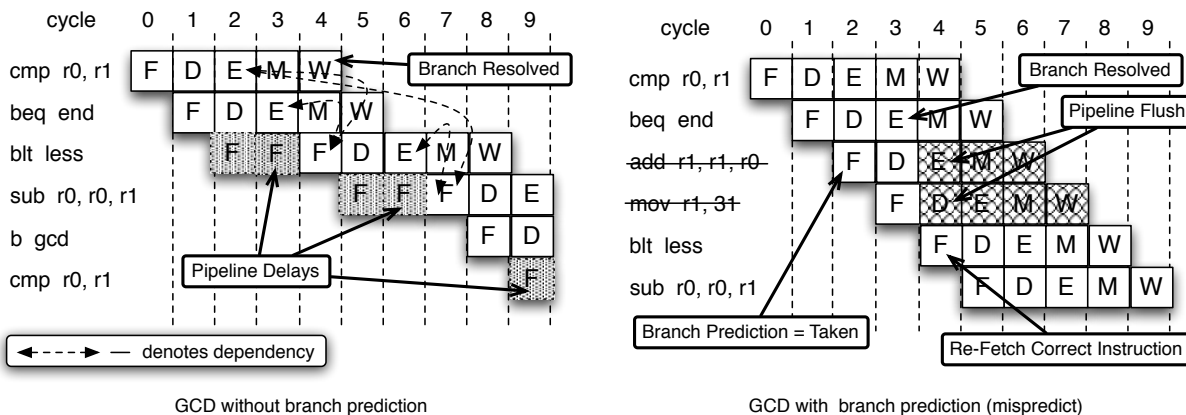 cycle 0 1 2 3 4 5 6 7 8 9
cmp r0, r1 F D E M W
Branch Resolved
beq end F D E M W
blt less F F F D E M W
sub r0, r0, r1 F F F D E
b gcd F D
Pipeline Delays
cmp r0, r1 F
— denotes dependency
GCD without branch prediction
cycle 0 1 2 3 4 5 6 7 8 9
Branch Resolved
cmp r0, r1 F D E M W
Pipeline Flush
beq end F D E M W
add r1, r1, r0 F D E M W
mov r1, 31 F D E M W
blt less F D E M W
sub r0, r0, r1 F D E M W
Branch Prediction = Taken
Re-Fetch Correct Instruction
GCD with branch prediction (mispredict)